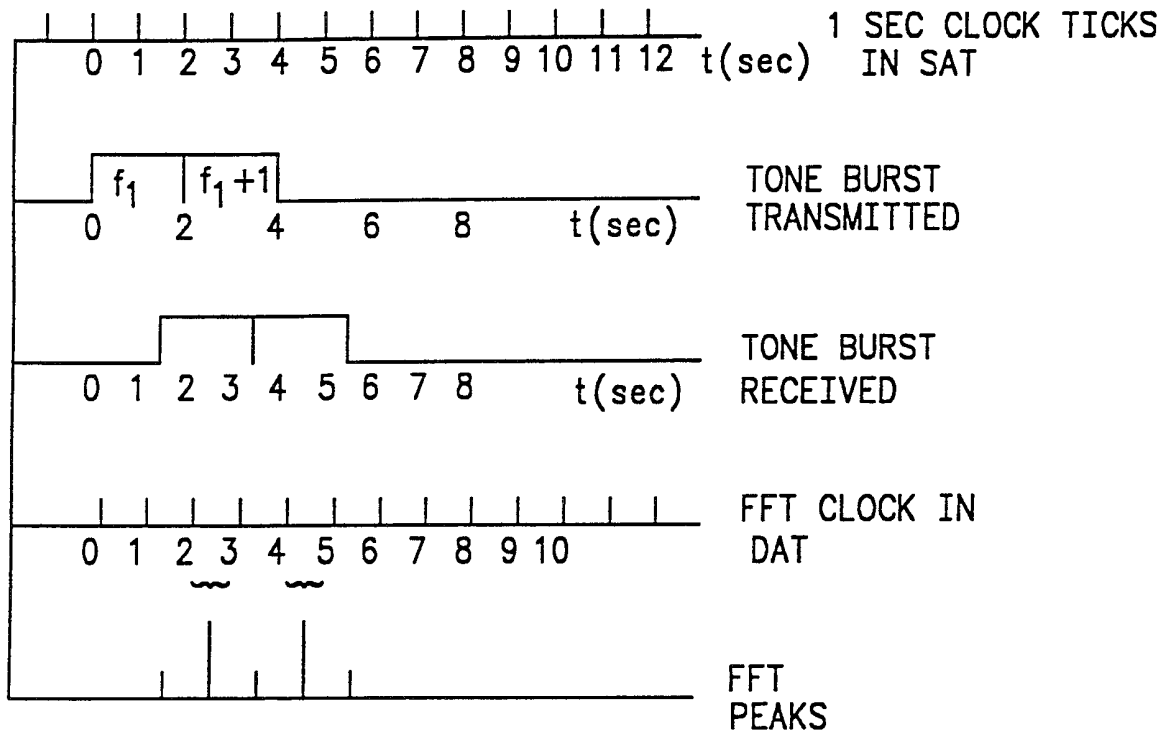 1 SEC CLOCK TICKS
IN SAT
0 1 2 3 4 5 6 7 8 9 10 11 12 t(sec)
f1 f1+1
TONE BURST
TRANSMITTED
0 2 4 6 8 t(sec)
TONE BURST
RECEIVED
0 1 2 3 4 5 6 7 8 t(sec)
FFT CLOCK IN
DAT
0 1 2 3 4 5 6 7 8 9 10
FFT
PEAKS